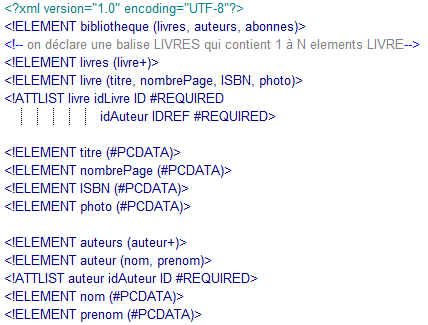 <?xml version="1.0" encoding="UTF-8"?>
<!ELEMENT bibliotheque (livres, auteurs, abonnes)>
<!-- on déclare une balise LIVRES qui contient 1 à N elements LIVRE-->
<!ELEMENT livres (livre+)>
<!ELEMENT livre (titre, nombrePage, ISBN, photo)>
<!ATTLIST livre idLivre ID #REQUIRED
idAuteur IDREF #REQUIRED>
<!ELEMENT titre (#PCDATA)>
<!ELEMENT nombrePage (#PCDATA)>
<!ELEMENT ISBN (#PCDATA)>
<!ELEMENT photo (#PCDATA)>
<!ELEMENT auteurs (auteur+)>
<!ELEMENT auteur (nom, prenom)>
<!ATTLIST auteur idAuteur ID #REQUIRED>
<!ELEMENT nom (#PCDATA)>
<!ELEMENT prenom (#PCDATA)>